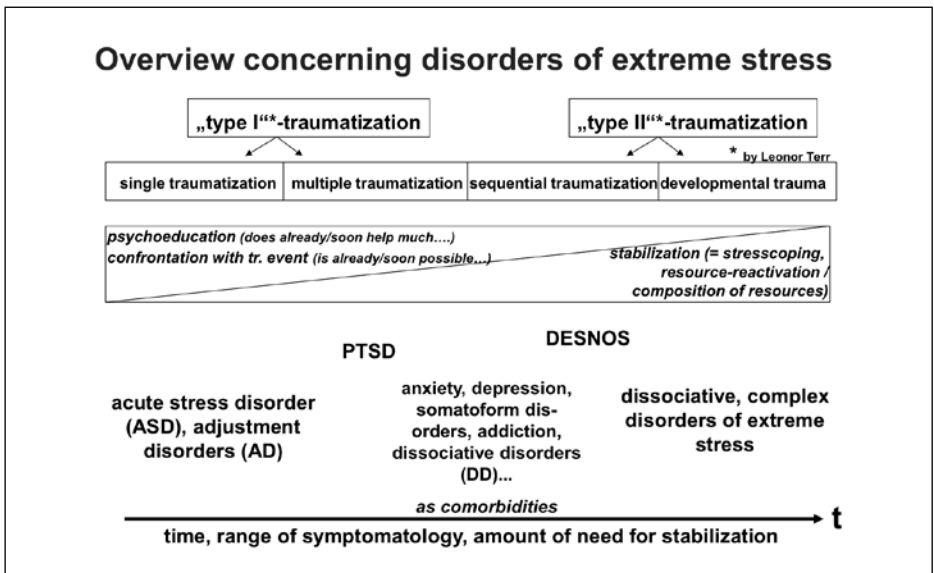 Overview concerning disorders of extreme stress
„type I“*-traumatization
„type II“*-traumatization
* by Leonor Terr
single traumatization
multiple traumatization
sequential traumatization
developmental trauma
psychoeducation (does already/soon help much....)
confrontation with tr. event (is already/soon possible...)
stabilization (= stresscoping,
resource-reactivation /
composition of resources)
PTSD
DESNOS
acute stress disorder
(ASD), adjustment
disorders (AD)
anxiety, depression,
somatoform dis-
orders, addiction,
dissociative disorders
(DD)...
dissociative, complex
disorders of extreme
stress
as comorbidities
t
time, range of symptomatology, amount of need for stabilization